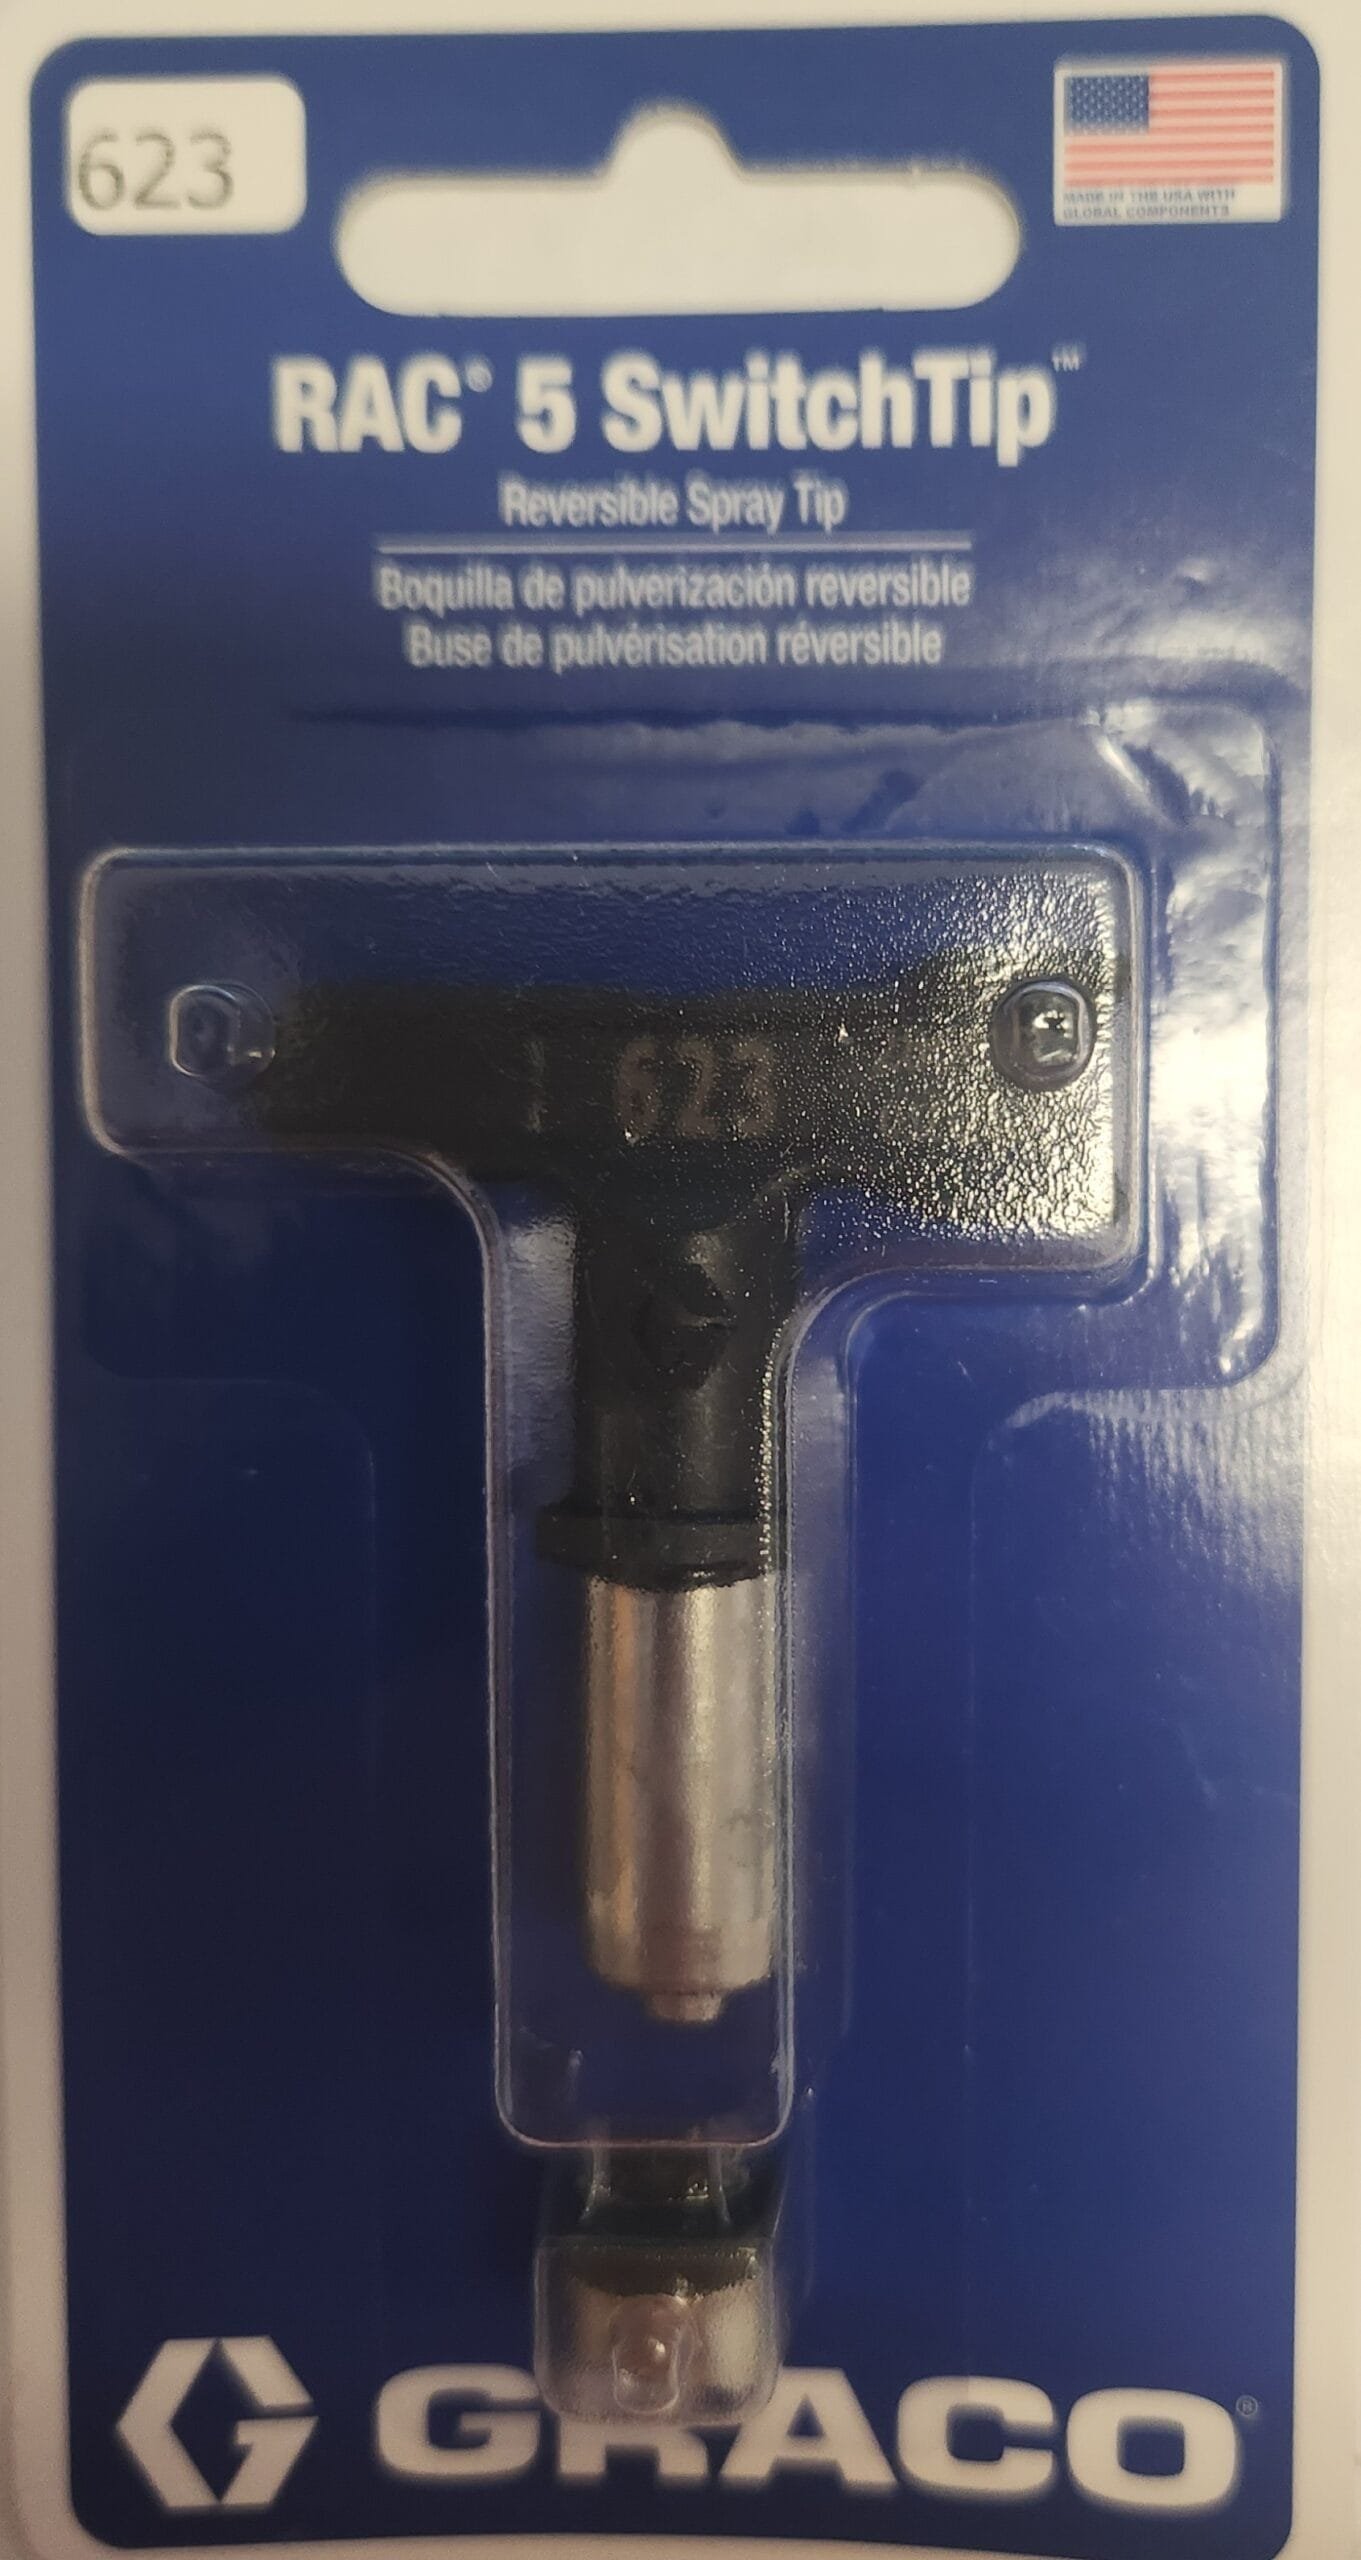 623
MADE IN THE USA WITH
GLOBAL COMPONENTS
RAC® 5 SwitchTip™
Reversible Spray Tip
Boquilla de pulverización reversible
Buse de pulvérisation réversible
623
GRACO®